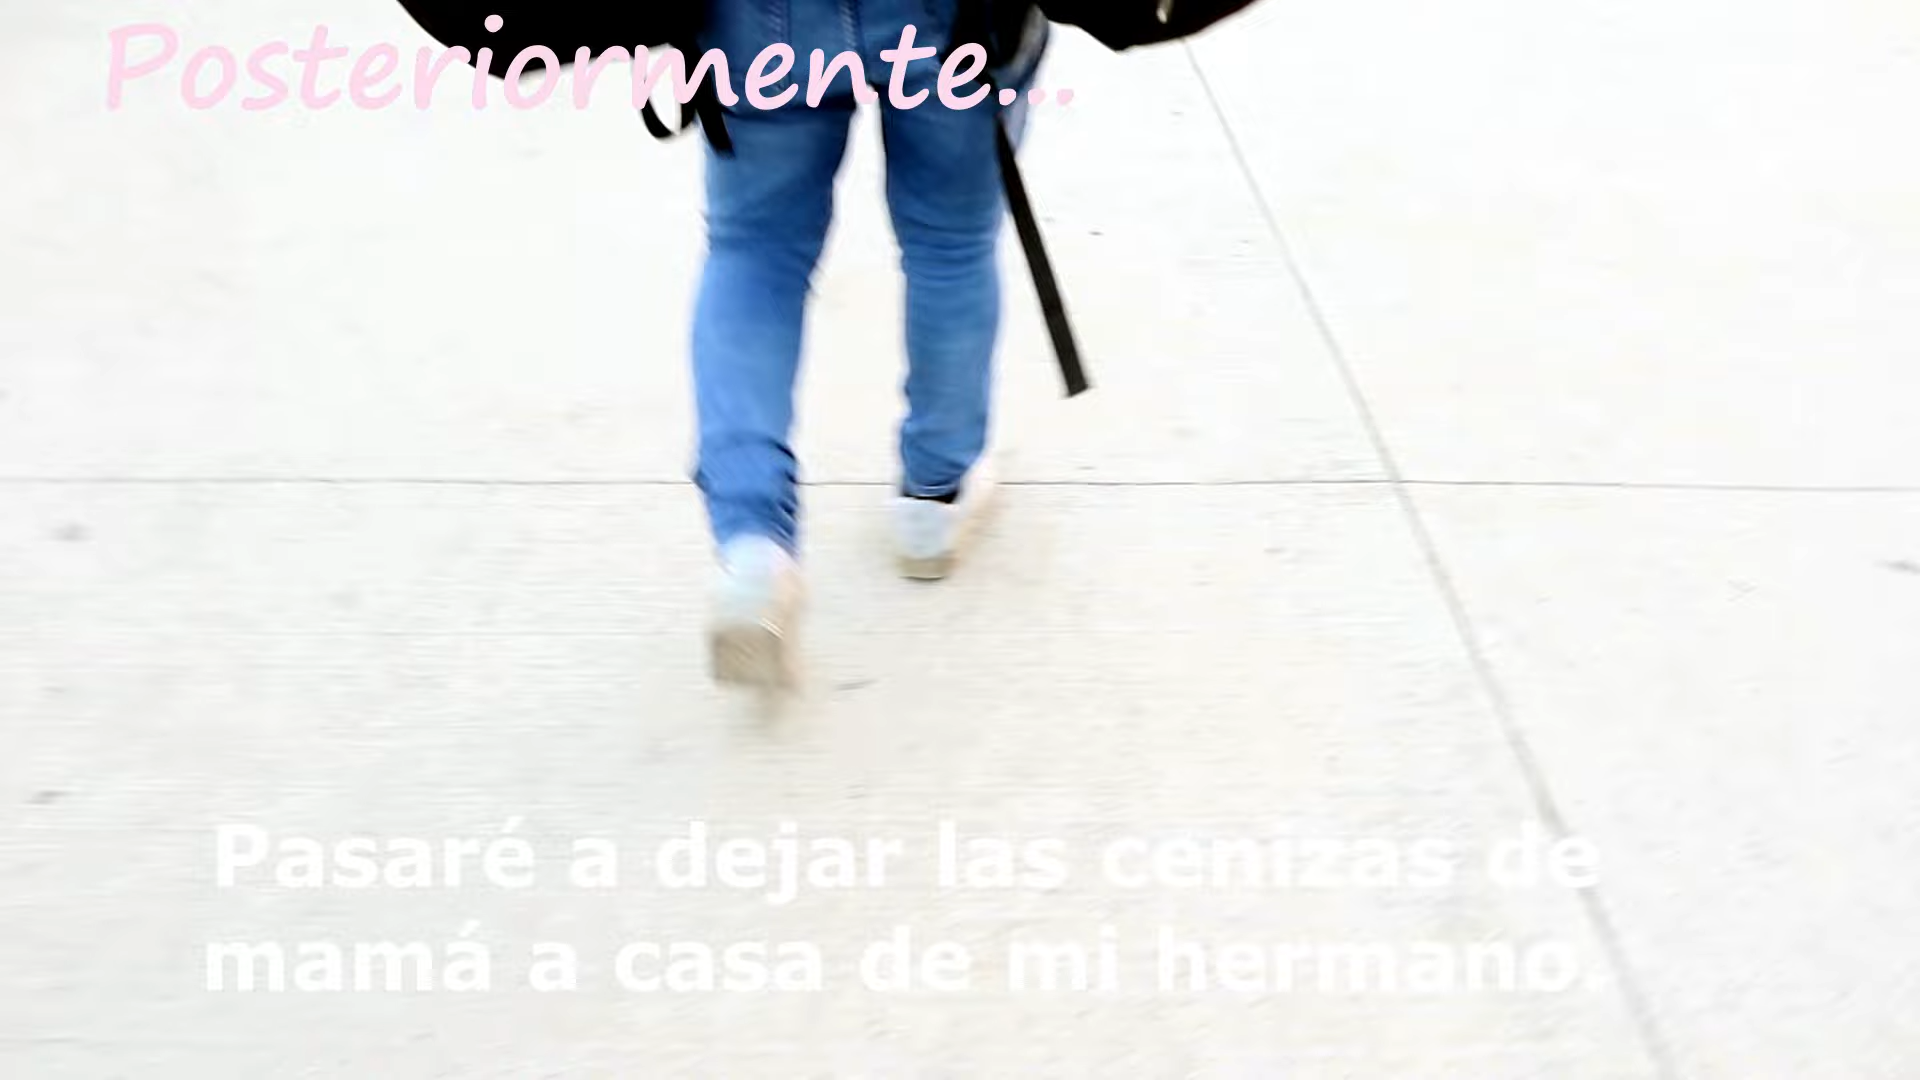 Posteriormente...
Pasaré a dejar las cenizas de
mamá a casa de mi hermano.